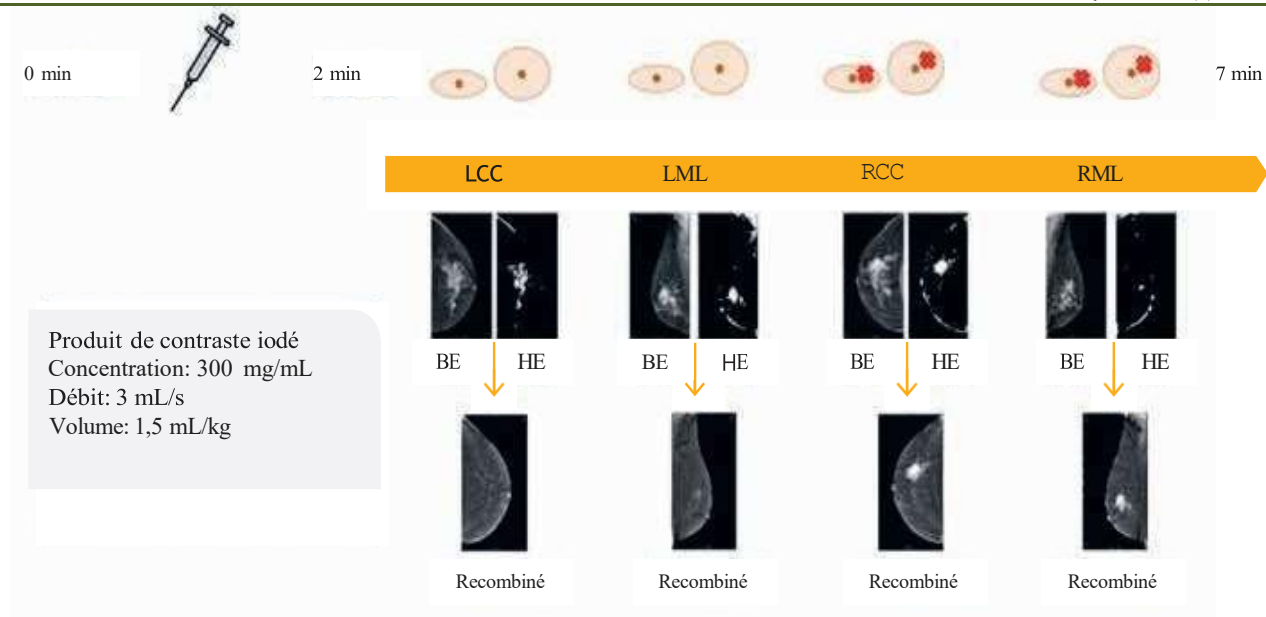 0 min
2 min
7 min
LCC
LML
RCC
RML
Produit de contraste iodé
Concentration: 300 mg/mL
Débit: 3 mL/s
Volume: 1,5 mL/kg
BE
HE
BE
HE
BE
HE
BE
HE
Recombiné
Recombiné
Recombiné
Recombiné